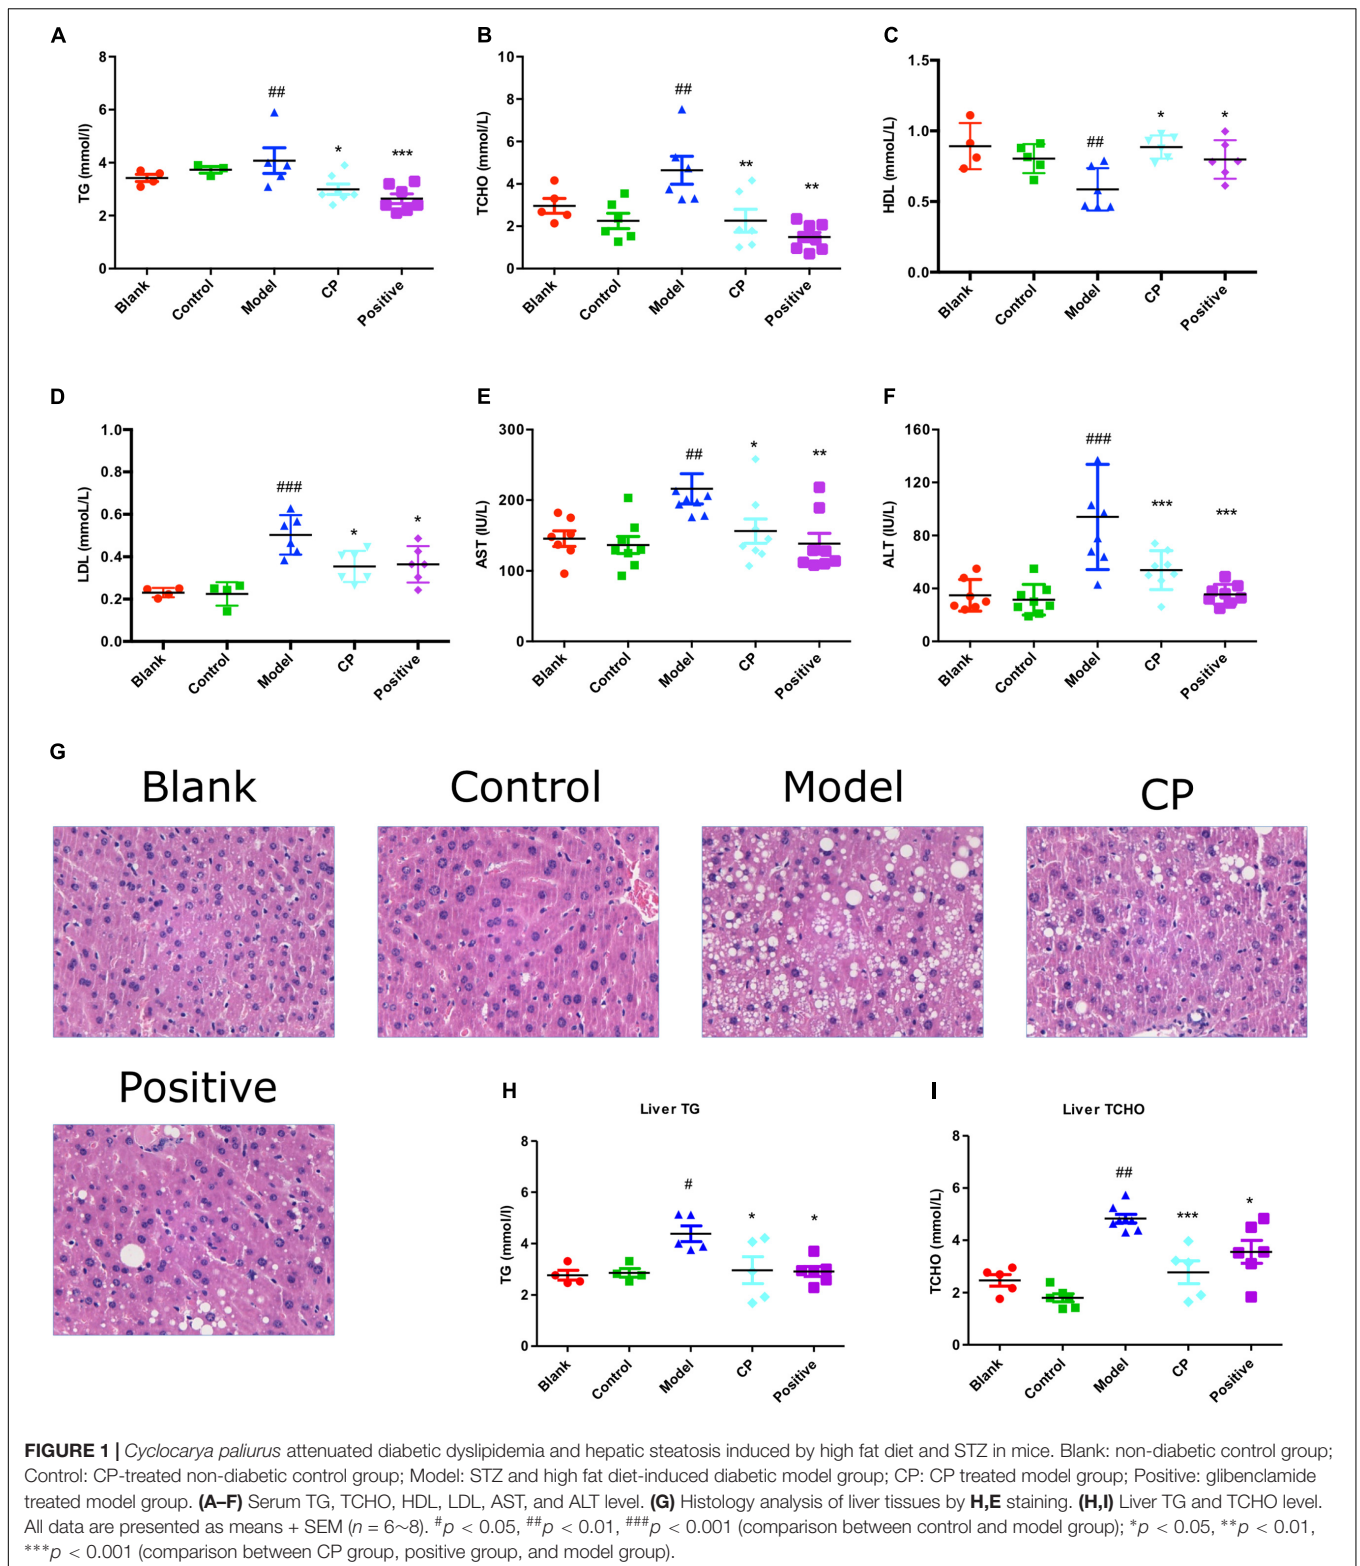 A
TG (mmol/l)
8
6
4
2
0
##
*
***
Blank
Control
Model
CP
Positive
B
TCHO (mmol/L)
10
8
6
4
2
0
##
**
**
Blank
Control
Model
CP
Positive
C
HDL (mmoL/L)
1.5
1.0
0.5
0.0
##
*
*
Blank
Control
Model
CP
Positive
D
LDL (mmoL/L)
1.0
0.8
0.6
0.4
0.2
0.0
###
*
*
Blank
Control
Model
CP
Positive
E
AST (IU/L)
300
200
100
0
##
*
**
Blank
Control
Model
CP
Positive
F
ALT (IU/L)
160
120
80
40
0
###
***
***
Blank
Control
Model
CP
Positive
G
Blank
Control
Model
CP
Positive
H
Liver TG
TG (mmol/l)
8
6
4
2
0
#
*
*
Blank
Control
Model
CP
Positive
I
Liver TCHO
TCHO (mmol/L)
8
6
4
2
0
##
***
*
Blank
Control
Model
CP
Positive
FIGURE 1 | Cyclocarya paliurus attenuated diabetic dyslipidemia and hepatic steatosis induced by high fat diet and STZ in mice. Blank: non-diabetic control group;
Control: CP-treated non-diabetic control group; Model: STZ and high fat diet-induced diabetic model group; CP: CP treated model group; Positive: glibenclamide
treated model group. (A–F) Serum TG, TCHO, HDL, LDL, AST, and ALT level. (G) Histology analysis of liver tissues by H,E staining. (H,I) Liver TG and TCHO level.
All data are presented as means + SEM (n = 6~8). #p < 0.05, ##p < 0.01, ###p < 0.001 (comparison between control and model group); *p < 0.05, **p < 0.01,
***p < 0.001 (comparison between CP group, positive group, and model group).